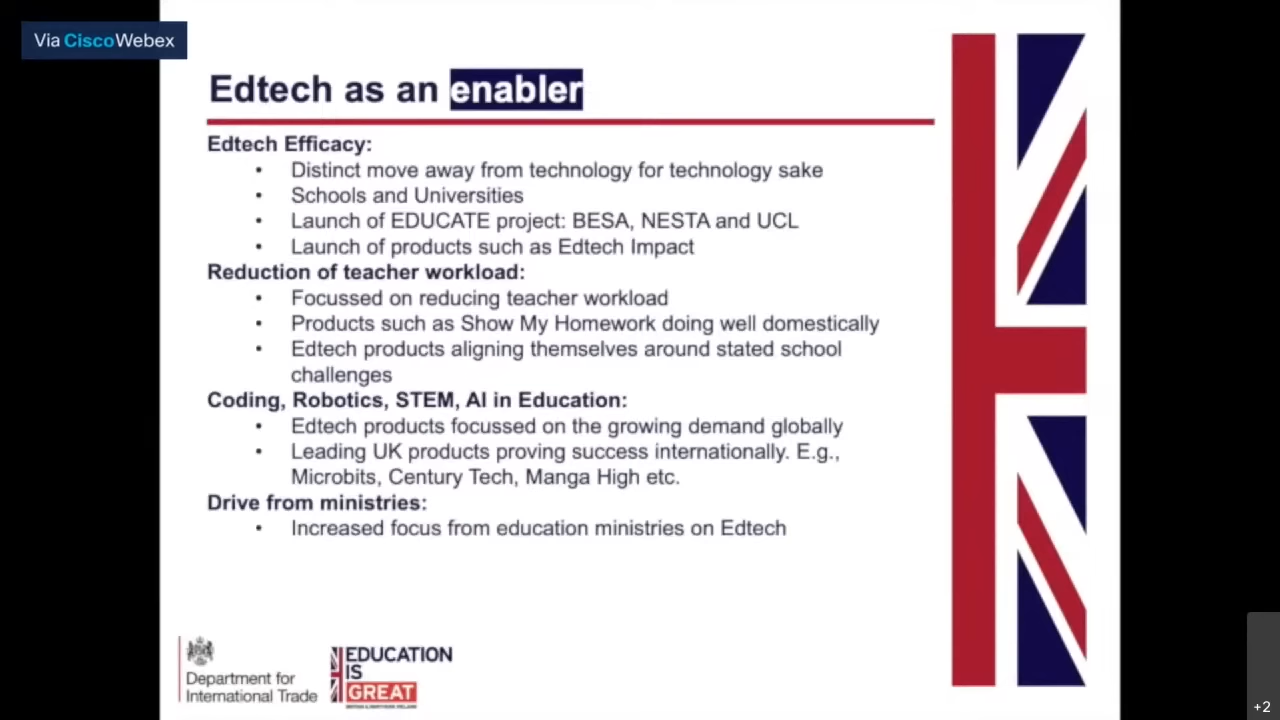 Via CiscoWebex
Edtech as an enabler
Edtech Efficacy:
• Distinct move away from technology for technology sake
• Schools and Universities
• Launch of EDUCATE project: BESA, NESTA and UCL
• Launch of products such as Edtech Impact
Reduction of teacher workload:
• Focussed on reducing teacher workload
• Products such as Show My Homework doing well domestically
• Edtech products aligning themselves around stated school
challenges
Coding, Robotics, STEM, AI in Education:
• Edtech products focussed on the growing demand globally
• Leading UK products proving success internationally. E.g.,
Microbits, Century Tech, Manga High etc.
Drive from ministries:
• Increased focus from education ministries on Edtech
Department for
International Trade
EDUCATION
IS
GREAT
+2